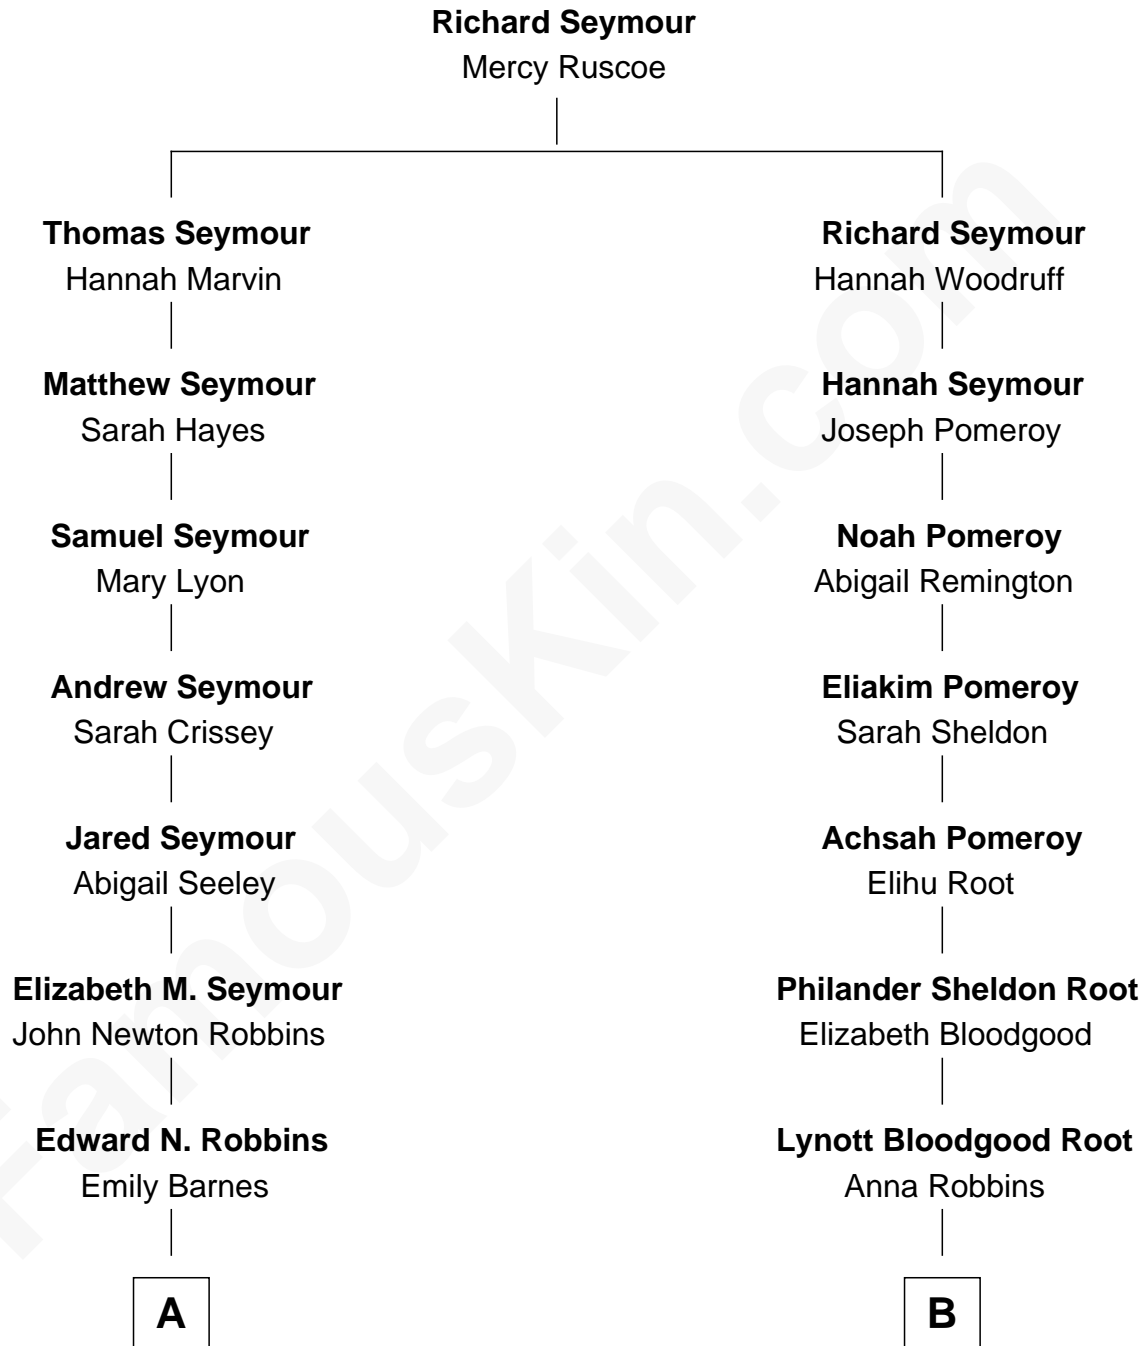 Richard Seymour
Mercy Ruscoe
Thomas Seymour
Hannah Marvin
Matthew Seymour
Sarah Hayes
Samuel Seymour
Mary Lyon
Andrew Seymour
Sarah Crissey
Jared Seymour
Abigail Seeley
Elizabeth M. Seymour
John Newton Robbins
Edward N. Robbins
Emily Barnes
A
Richard Seymour
Hannah Woodruff
Hannah Seymour
Joseph Pomeroy
Noah Pomeroy
Abigail Remington
Eliakim Pomeroy
Sarah Sheldon
Achsah Pomeroy
Elihu Root
Philander Sheldon Root
Elizabeth Bloodgood
Lynott Bloodgood Root
Anna Robbins
B
FamousKin.com